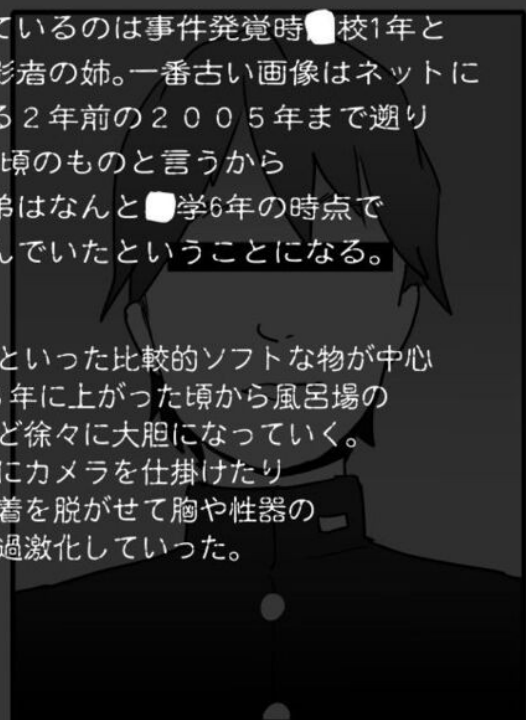 ているのは事件発覚時 校1年と
影者の姉。一番古い画像はネットに
る2年前の2005年まで遡り
頃のものと言うから
弟はなんと 学6年の時点で
んでいたということになる。
といった比較的ソフトな物が中心
年に上がった頃から風呂場の
ど徐々に大胆になっていく。
にカメラを仕掛けたり
着を脱がせて胸や性器の
過激化していった。